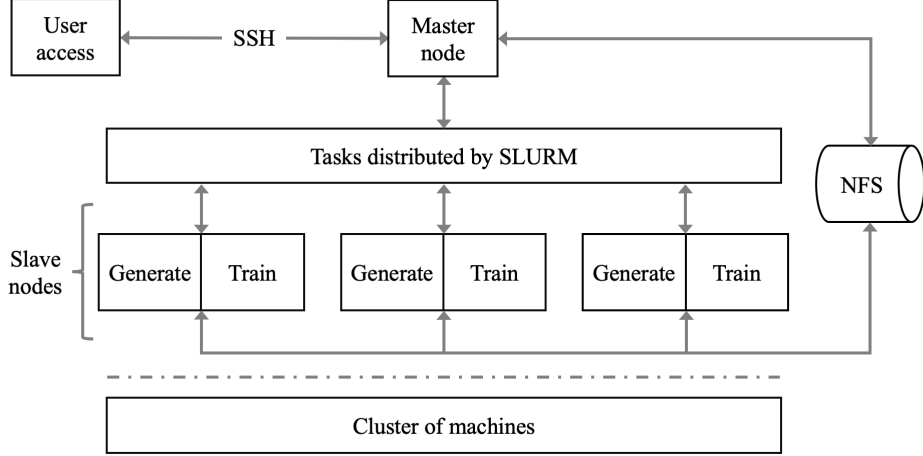 User
access
SSH
Master
node
Tasks distributed by SLURM
NFS
Slave
nodes
Generate Train
Generate Train
Generate Train
Cluster of machines